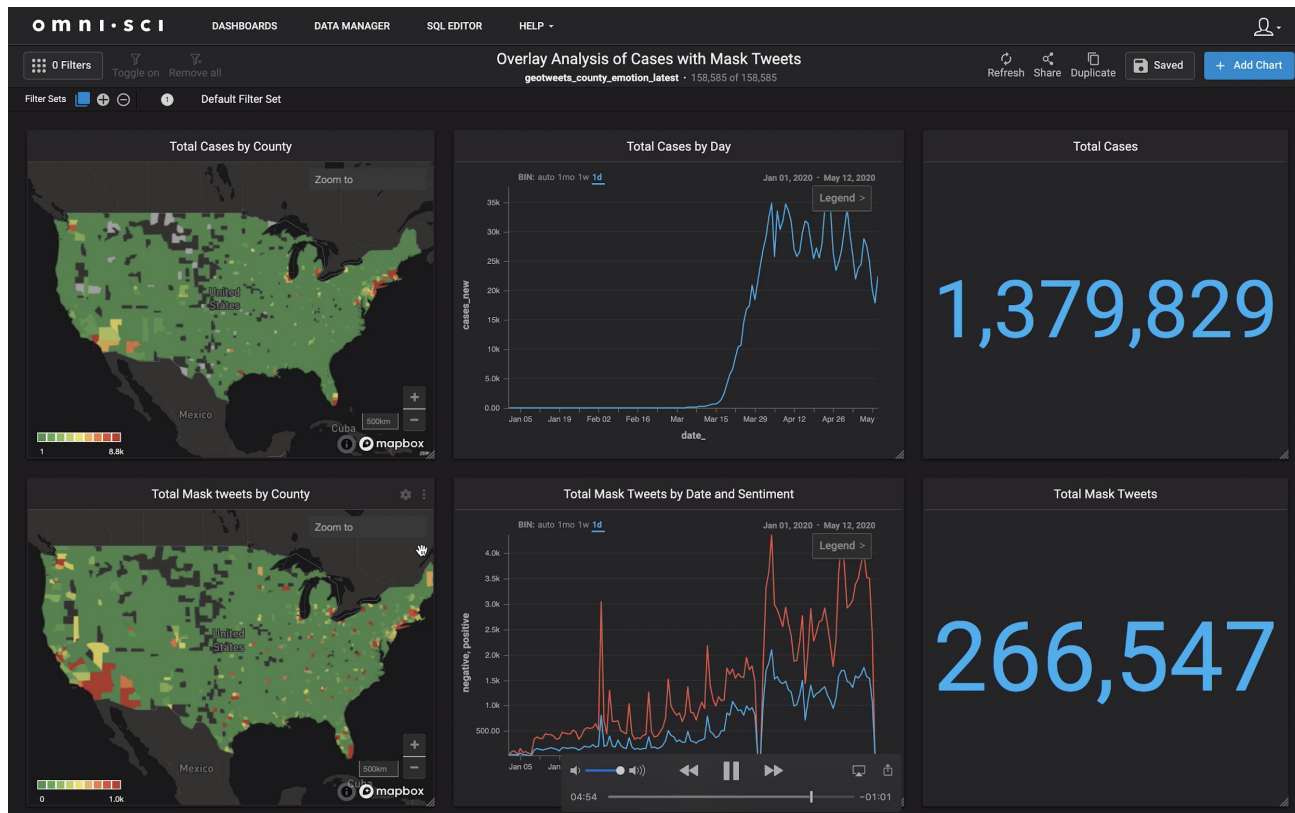 omni·sci DASHBOARDS DATA MANAGER SQL EDITOR HELP
0 Filters Toggle on Remove all
Overlay Analysis of Cases with Mask Tweets
geotweets_county_emotion_latest · 158,585 of 158,585
Refresh Share Duplicate Saved + Add Chart
Filter Sets 1 Default Filter Set
Total Cases by County
Zoom to
United States
Mexico
Cuba
500km
mapbox
1 8.8k
Total Cases by Day
BIN: auto 1mo 1w 1d Jan 01, 2020 - May 12, 2020
Legend >
35k
30k
25k
20k
15k
10k
5.0k
0.00
cases_new
Jan 05 Jan 19 Feb 02 Feb 16 Mar Mar 15 Mar 29 Apr 12 Apr 26 May
date_
Total Cases
1,379,829
Total Mask tweets by County
Zoom to
United States
Mexico
Cuba
500km
mapbox
0 1.0k
Total Mask Tweets by Date and Sentiment
BIN: auto 1mo 1w 1d Jan 01, 2020 - May 12, 2020
Legend >
4.0k
3.5k
3.0k
2.5k
2.0k
1.5k
1.0k
500.00
negative, positive
Jan 05 Jan
04:54 -01:01
Total Mask Tweets
266,547